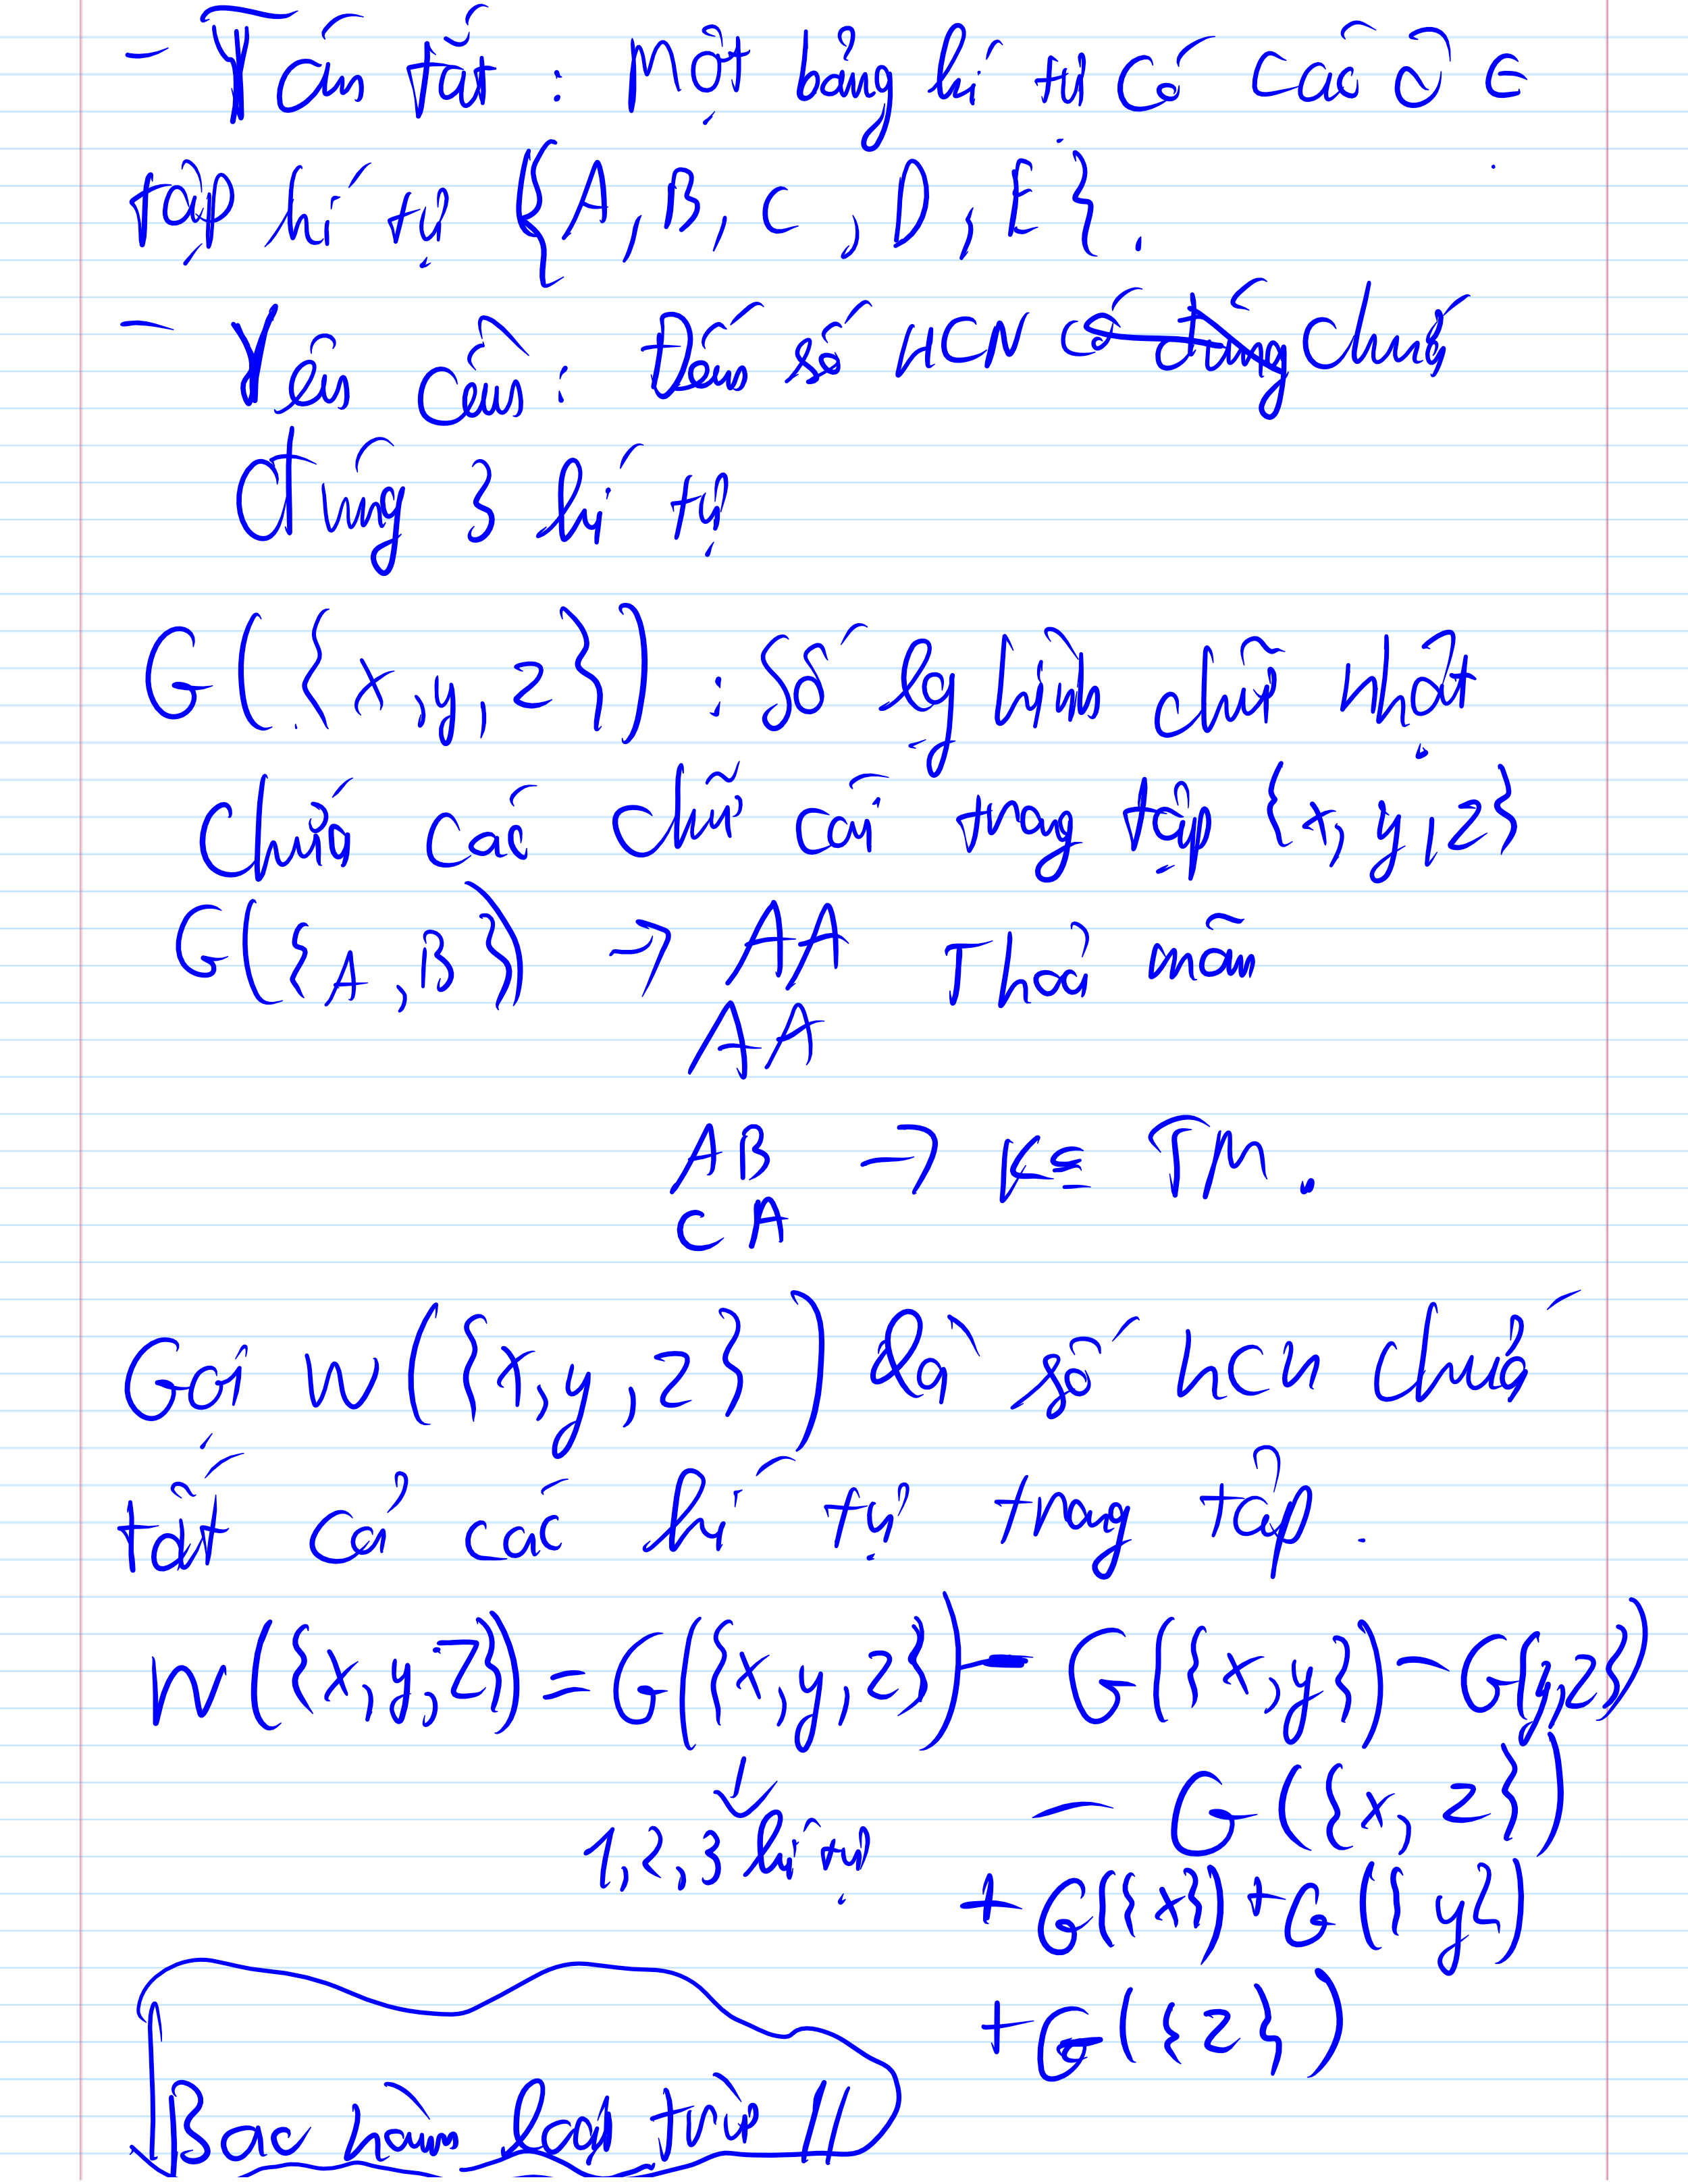 - Tóm tắt: Một bảng kí tự có các ô ∈
tập kí tự {A, B, C, D, E}.
- Yêu cầu: Đếm số HCN có đúng chứa
đúng 3 kí tự
G({x, y, z}): Số lg hình chữ nhật
chứa các chữ cái trong tập {x, y, z}
G({A, B}) → AA Thoả mãn
AA
AB → K TM.
CA
Gọi W({x, y, z}) là số hcn chứa
tất cả các kí tự trong tập.
W({x, y, z}) = G({x, y, z}) - G({x, y}) - G({y, z})
- G({x, z})
1, 2, 3 kí tự
+ G({x}) + G({y})
+ G({z})
Bao hàm loại trừ //